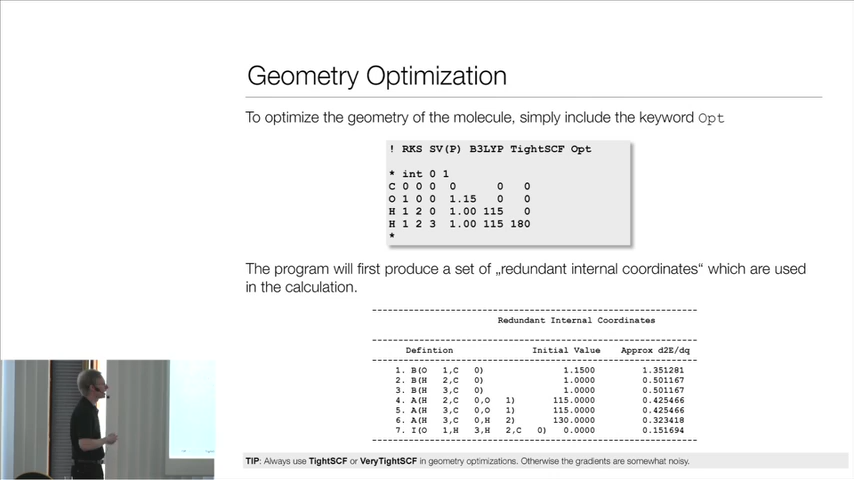 Geometry Optimization
To optimize the geometry of the molecule, simply include the keyword Opt
! RKS SV(P) B3LYP TightSCF Opt
* int 0 1
C 0 0 0 0 0 0
O 1 0 0 1.15 0 0
H 1 2 0 1.00 115 0
H 1 2 3 1.00 115 180
*
The program will first produce a set of „redundant internal coordinates“ which are used
in the calculation.
---------------------------------------------------------------
Redundant Internal Coordinates
---------------------------------------------------------------
Defintion Initial Value Approx d2E/dq
---------------------------------------------------------------
1. B(O 1,C 0) 1.1500 1.351281
2. B(H 2,C 0) 1.0000 0.501167
3. B(H 3,C 0) 1.0000 0.501167
4. A(H 2,C 0,O 1) 115.0000 0.425466
5. A(H 3,C 0,O 1) 115.0000 0.425466
6. A(H 3,C 0,H 2) 130.0000 0.323418
7. I(O 1,H 3,H 2,C 0) 0.0000 0.151694
---------------------------------------------------------------
TIP: Always use TightSCF or VeryTightSCF in geometry optimizations. Otherwise the gradients are somewhat noisy.